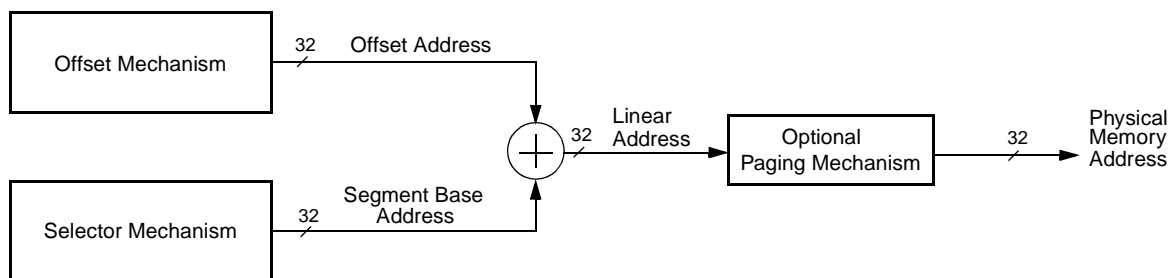 Offset Mechanism
32
Offset Address
Selector Mechanism
32
Segment Base
Address
32
Linear
Address
Optional
Paging Mechanism
32
Physical
Memory
Address